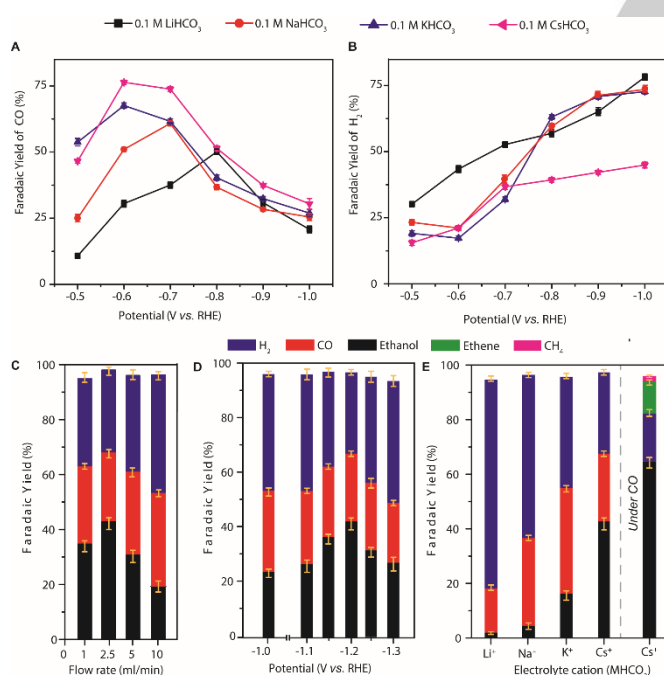 0.1 M LiHCO₃ 0.1 M NaHCO₃ 0.1 M KHCO₃ 0.1 M CsHCO₃
A
Faradaic Yield of CO (%)
75
50
25
0
-0.5 -0.6 -0.7 -0.8 -0.9 -1.0
Potential (V vs. RHE)
B
Faradaic Yield of H₂ (%)
75
50
25
0
-0.5 -0.6 -0.7 -0.8 -0.9 -1.0
Potential (V vs. RHE)
H₂ CO Ethanol Ethene CH₄
C
Faradaic Yield (%)
100
80
60
40
20
0
0 1 2.5 5 10
Flow rate (ml/min)
D
Faradaic Yield (%)
100
80
60
40
20
0
-1.0 -1.1 -1.2 -1.3
Potential (V vs. RHE)
E
Faradaic Yield (%)
100
80
60
40
20
0
Under CO
Li⁺ Na⁺ K⁺ Cs⁺ Cs⁺
Electrolyte cation (MHCO₃)